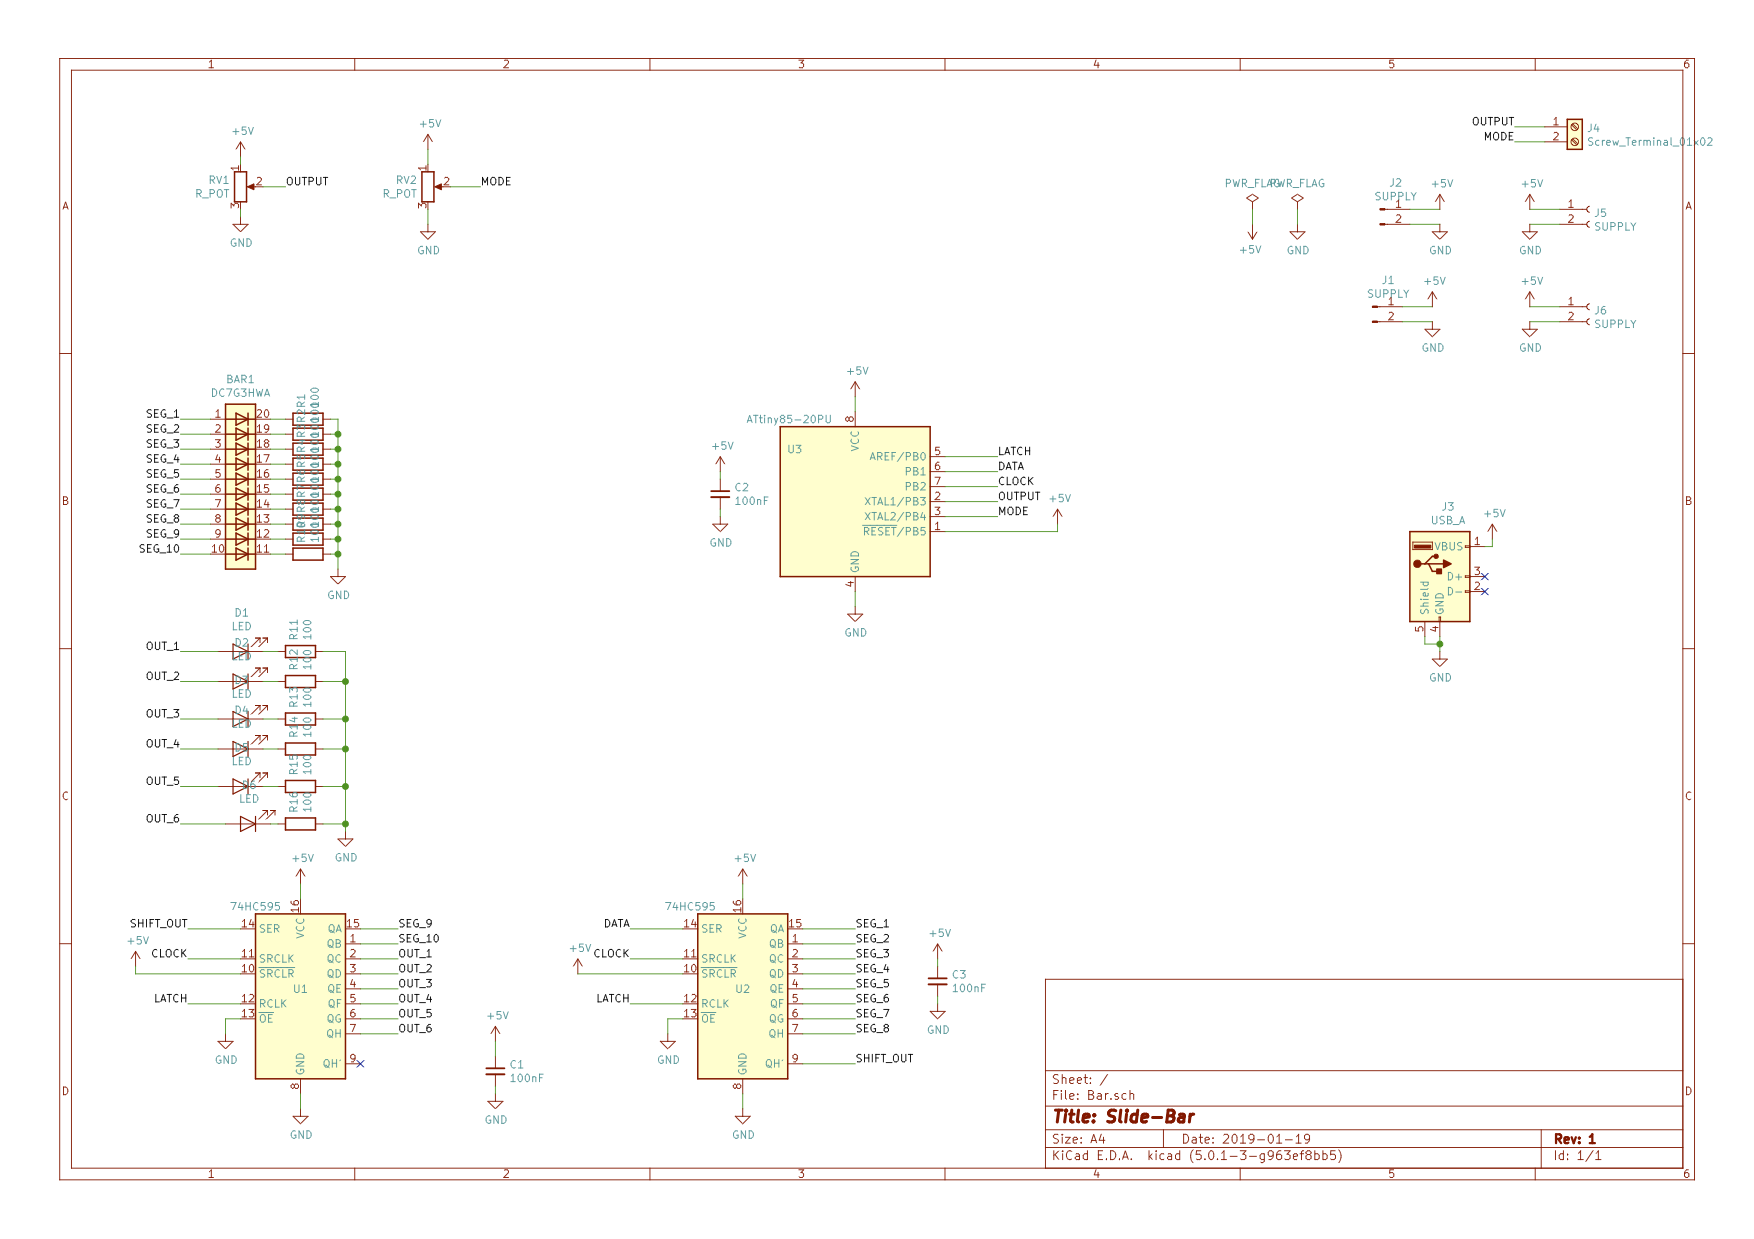 1 2 3 4 5 6
A A
B B
C C
D D
1 2 3 4 5 6
+5V
RV1
R_POT
1
2
3
OUTPUT
GND
+5V
RV2
R_POT
1
2
3
MODE
GND
OUTPUT 1
MODE 2
J4
Screw_Terminal_01x02
PWR_FLAG
+5V
PWR_FLAG
GND
J2
SUPPLY
1
2
+5V
GND
+5V
1
2
J5
SUPPLY
GND
J1
SUPPLY
1
2
+5V
GND
+5V
1
2
J6
SUPPLY
GND
BAR1
DC7G3HWA
SEG_1 1 20
SEG_2 2 19
SEG_3 3 18
SEG_4 4 17
SEG_5 5 16
SEG_6 6 15
SEG_7 7 14
SEG_8 8 13
SEG_9 9 12
SEG_10 10 11
R1
100
GND
ATtiny85-20PU
U3
+5V
8
VCC
AREF/PB0 5 LATCH
PB1 6 DATA
PB2 7 CLOCK
XTAL1/PB3 2 OUTPUT
XTAL2/PB4 3 MODE
RESET/PB5 1
+5V
GND
4
GND
+5V
C2
100nF
GND
J3
USB_A
+5V
VBUS 1
D+ 3
D- 2
Shield
GND
5
4
GND
D1
LED
OUT_1
R11
100
D2
LED
OUT_2
R12
100
LED
OUT_3
R13
100
D4
LED
OUT_4
R14
100
LED
OUT_5
R15
100
LED
OUT_6
R16
100
GND
+5V
74HC595
16
VCC
SHIFT_OUT 14 SER
+5V
CLOCK 11 SRCLK
10 SRCLR
U1
LATCH 12 RCLK
13 OE
GND
QA 15 SEG_9
QB 1 SEG_10
QC 2 OUT_1
QD 3 OUT_2
QE 4 OUT_3
QF 5 OUT_4
QG 6 OUT_5
QH 7 OUT_6
QH' 9
GND
8
GND
+5V
C1
100nF
GND
+5V
74HC595
16
VCC
DATA 14 SER
+5V
CLOCK 11 SRCLK
10 SRCLR
U2
LATCH 12 RCLK
13 OE
GND
QA 15 SEG_1
QB 1 SEG_2
QC 2 SEG_3
QD 3 SEG_4
QE 4 SEG_5
QF 5 SEG_6
QG 6 SEG_7
QH 7 SEG_8
QH' 9 SHIFT_OUT
GND
8
GND
+5V
C3
100nF
GND
Sheet: /
File: Bar.sch
Title: Slide-Bar
Size: A4 Date: 2019-01-19 Rev: 1
KiCad E.D.A. kicad (5.0.1-3-g963ef8bb5) Id: 1/1